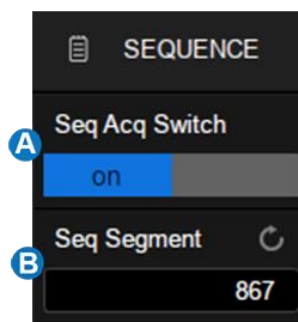 SEQUENCE
Seq Acq Switch
A
on
Seq Segment
B
867